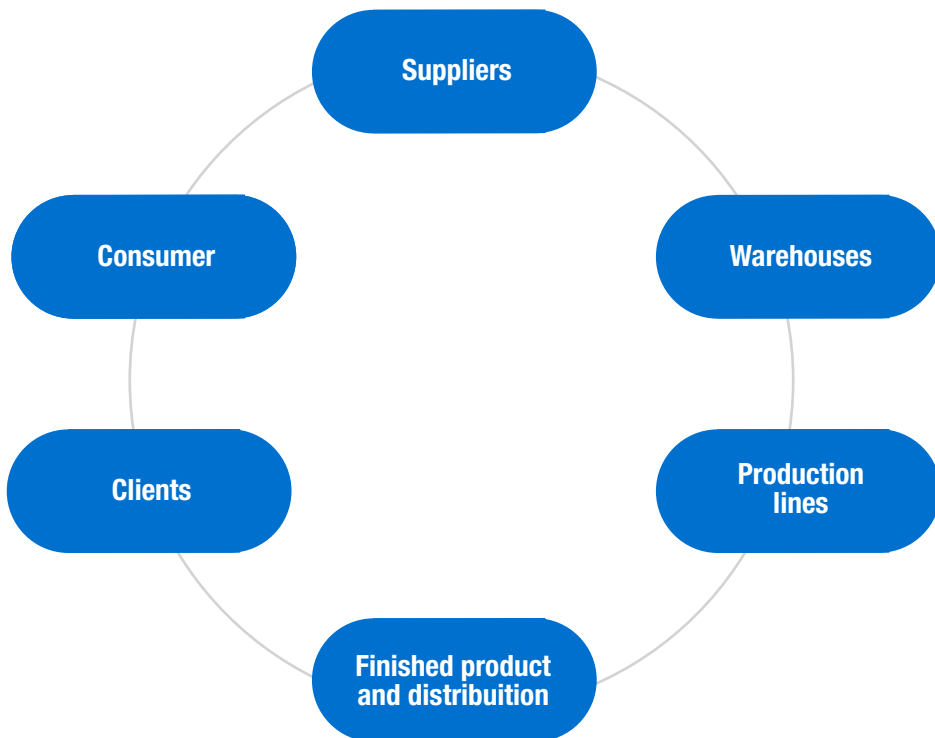 Suppliers
Consumer
Warehouses
Clients
Production
lines
Finished product
and distribuition